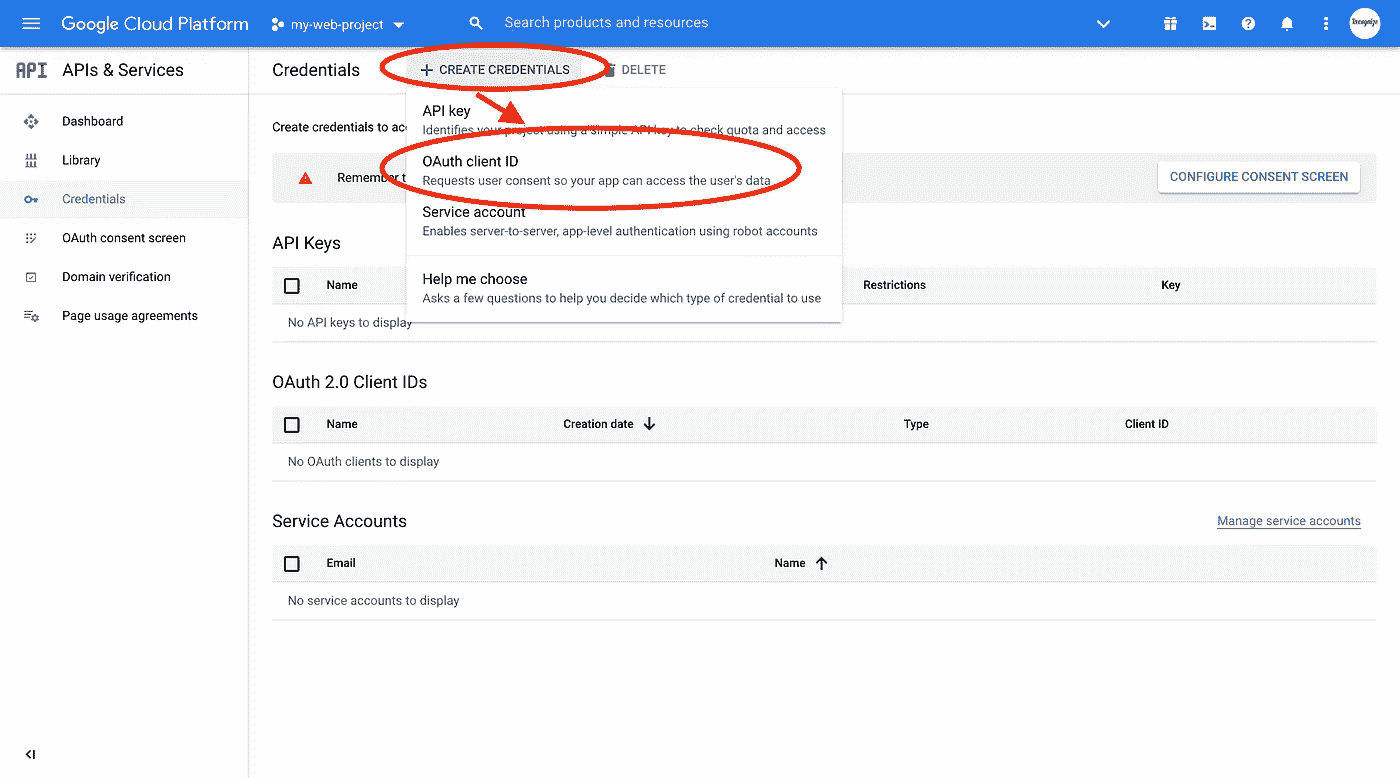 Google Cloud Platform
my-web-project
Search products and resources
Recognize
API
APIs & Services
Credentials
+ CREATE CREDENTIALS
DELETE
Dashboard
Library
Credentials
OAuth consent screen
Domain verification
Page usage agreements
Create credentials to acc
API key
Identifies your project using a simple API key to check quota and access
OAuth client ID
Requests user consent so your app can access the user's data
Service account
Enables server-to-server, app-level authentication using robot accounts
Help me choose
Asks a few questions to help you decide which type of credential to use
Remember t
CONFIGURE CONSENT SCREEN
API Keys
Name
Restrictions
Key
No API keys to display
OAuth 2.0 Client IDs
Name
Creation date
Type
Client ID
No OAuth clients to display
Service Accounts
Manage service accounts
Email
Name
No service accounts to display